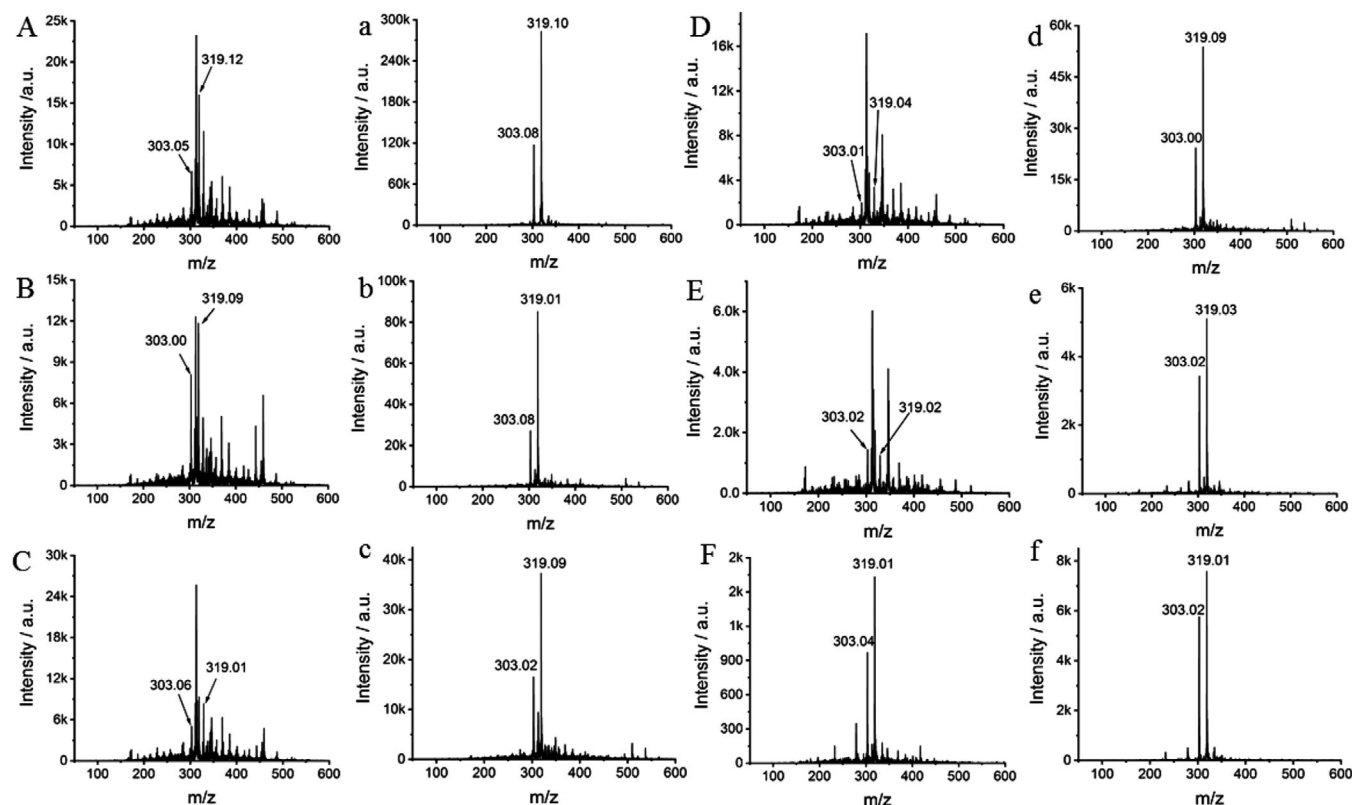 A
Intensity /a.u.
25k
20k
15k
10k
5k
0
319.12
303.05
100 200 300 400 500 600
m/z
a
Intensity / a.u.
300k
240k
180k
120k
60k
0
319.10
303.08
100 200 300 400 500 600
m/z
D
Intensity / a.u.
16k
12k
8k
4k
0
319.04
303.01
100 200 300 400 500 600
m/z
d
Intensity / a.u.
60k
45k
30k
15k
0
319.09
303.00
100 200 300 400 500 600
m/z
B
Intensity / a.u.
15k
12k
9k
6k
3k
0
319.09
303.00
100 200 300 400 500 600
m/z
b
Intensity / a.u.
100k
80k
60k
40k
20k
0
319.01
303.08
100 200 300 400 500 600
m/z
E
Intensity / a.u.
6.0k
4.0k
2.0k
0.0
303.02
319.02
100 200 300 400 500 600
m/z
e
Intensity / a.u.
6k
4k
2k
0
319.03
303.02
100 200 300 400 500 600
m/z
C
Intensity / a.u.
30k
24k
18k
12k
6k
0
319.01
303.06
100 200 300 400 500 600
m/z
c
Intensity / a.u.
40k
30k
20k
10k
0
319.09
303.02
100 200 300 400 500 600
m/z
F
Intensity / a.u.
2k
2k
1k
900
600
300
0
319.01
303.04
100 200 300 400 500 600
m/z
f
Intensity / a.u.
8k
6k
4k
2k
0
319.01
303.02
100 200 300 400 500 600
m/z